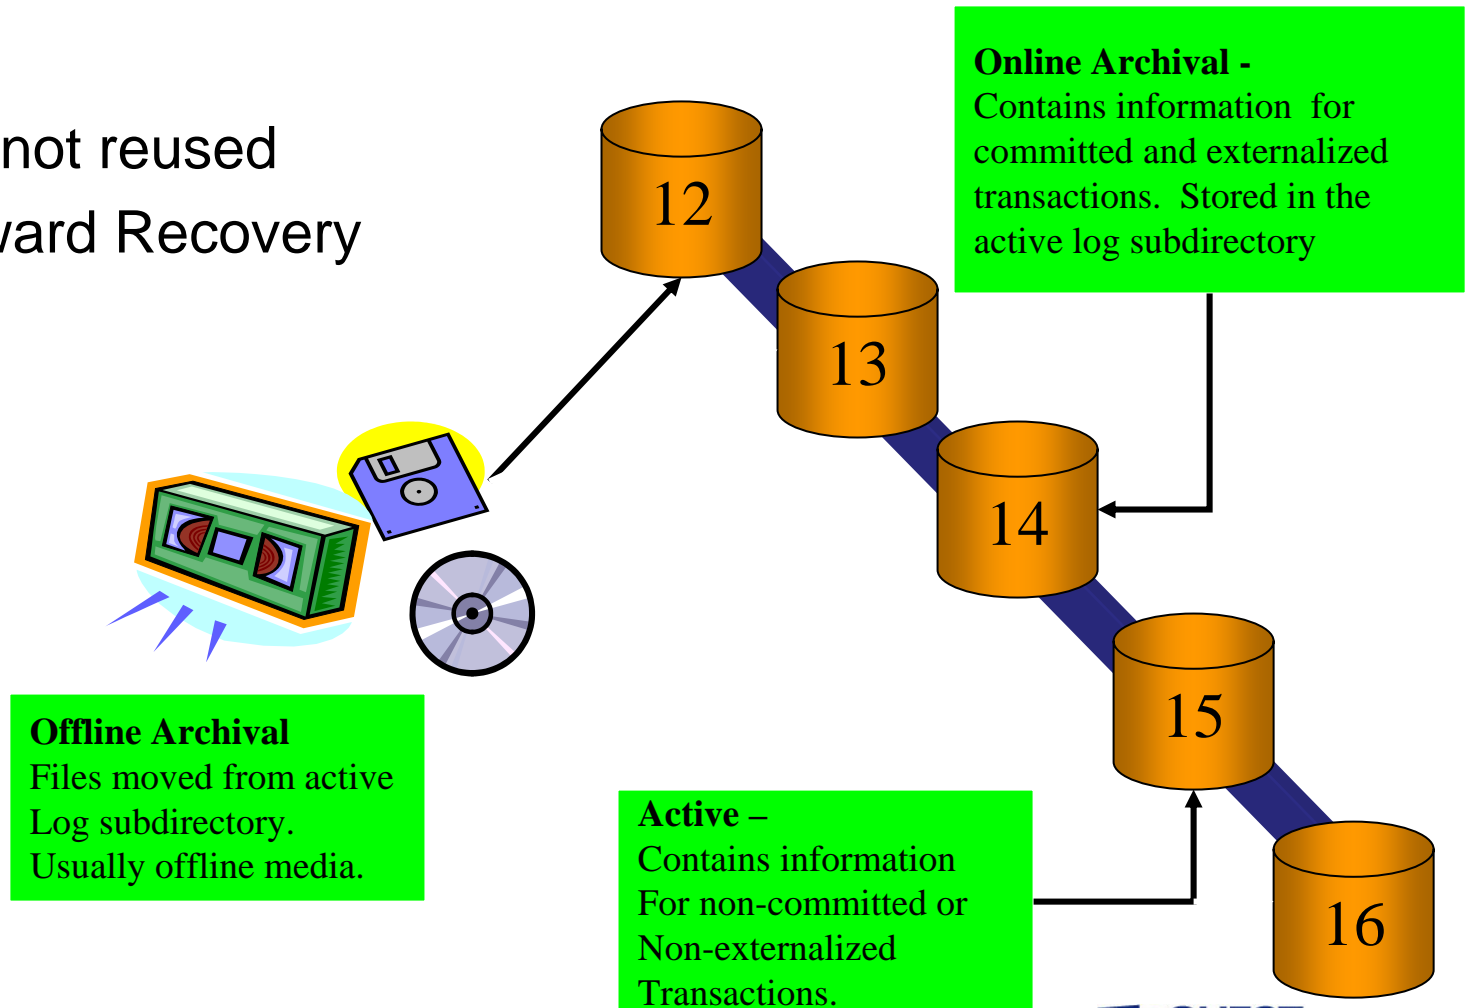 not reused
ward Recovery
Online Archival -
Contains information for
committed and externalized
transactions. Stored in the
active log subdirectory
12
13
14
15
16
Offline Archival
Files moved from active
Log subdirectory.
Usually offline media.
Active –
Contains information
For non-committed or
Non-externalized
Transactions.